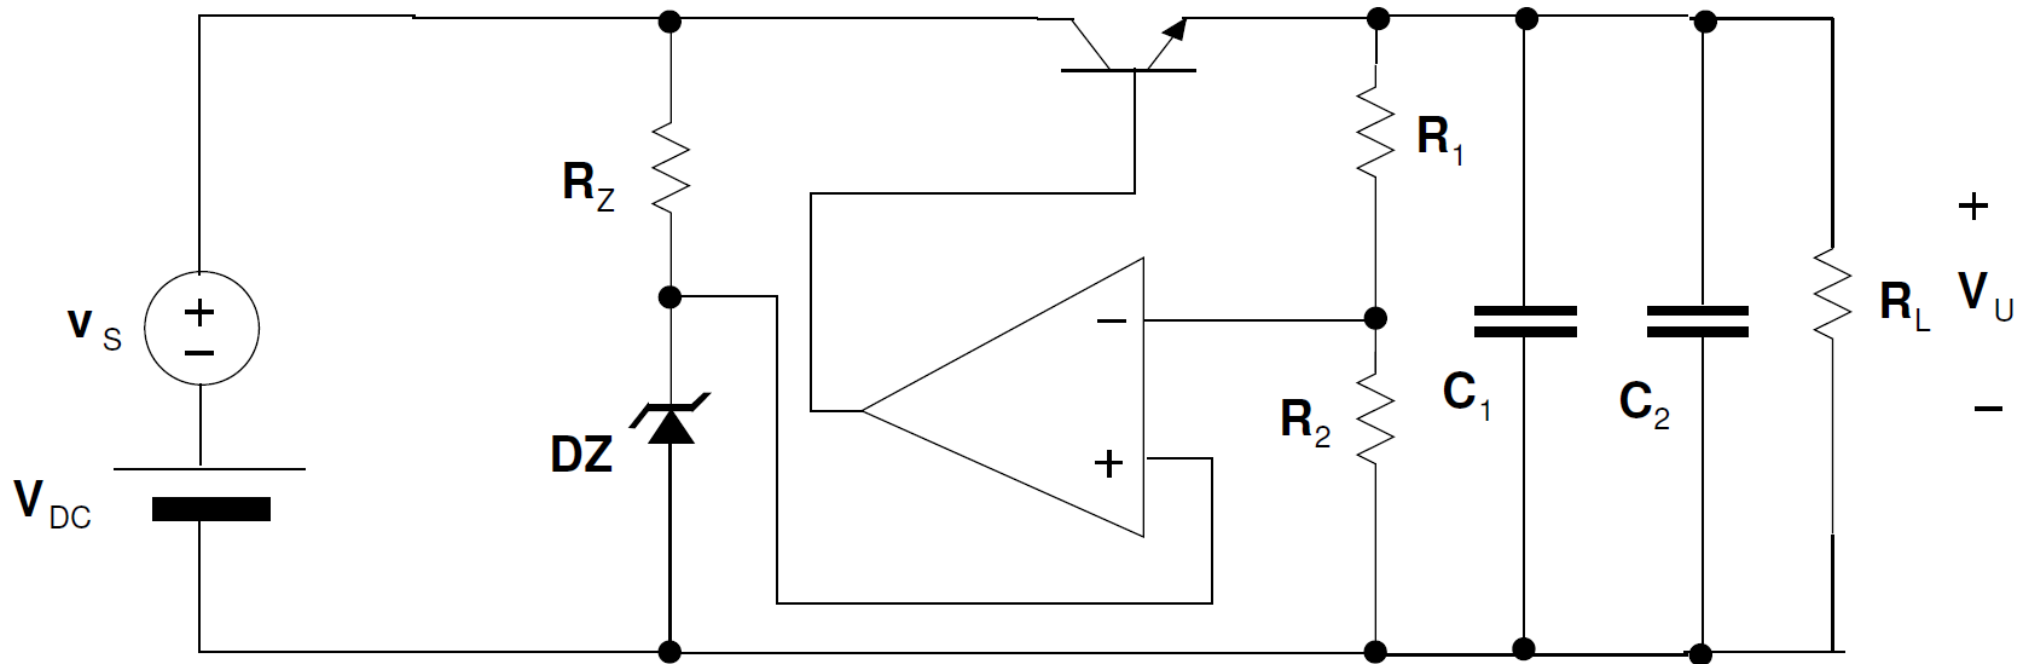 R1
+
RZ
VU
+
−
vS
−
RL
C1
C2
R2
−
DZ
+
VDC